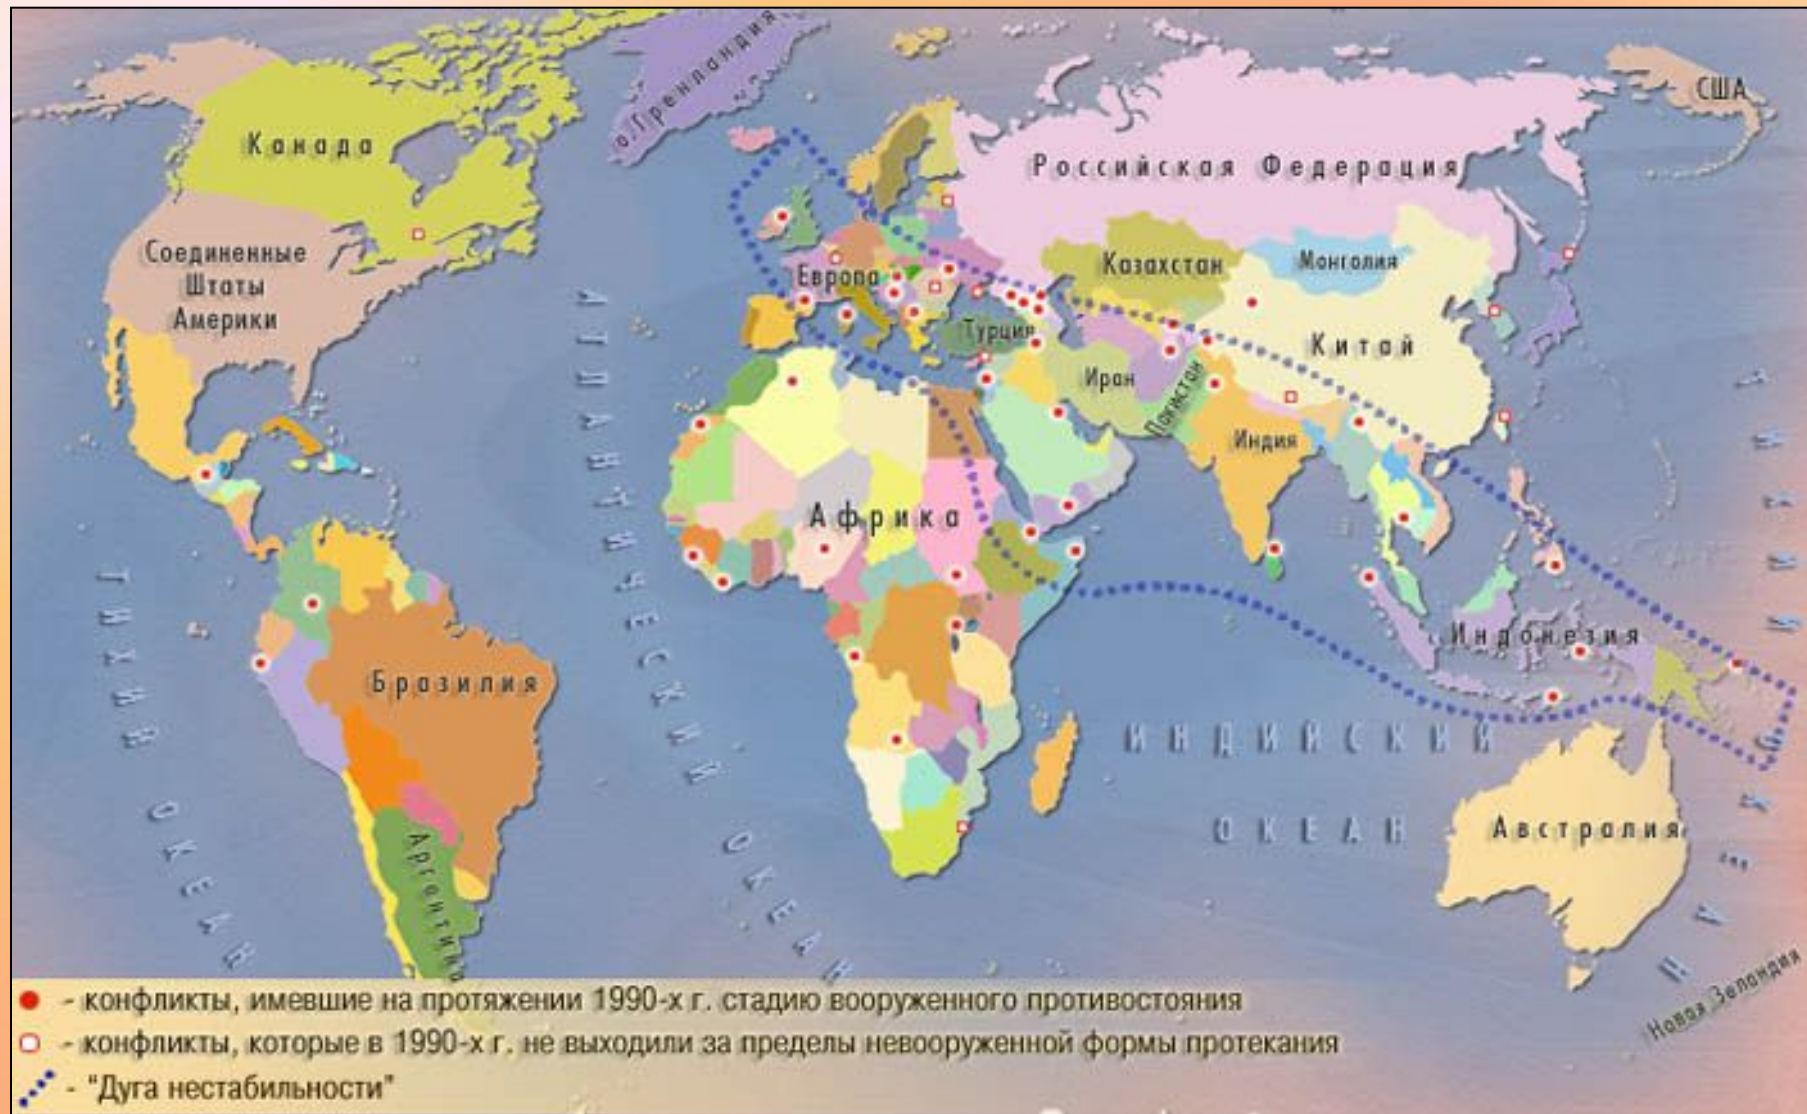 о. Гренландия
США
Канада
Российская Федерация
Соединенные
Штаты
Америки
Казахстан
Монголия
Европа
Турция
Китай
Иран
Пакистан
Индия
Африка
Индонезия
Бразилия
Аргентина
Австралия
Новая Зеландия
АТЛАНТИЧЕСКИЙ ОКЕАН
ТИХИЙ ОКЕАН
ИНДИЙСКИЙ
ОКЕАН
ТИХИЙ
- конфликты, имевшие на протяжении 1990-х г. стадию вооруженного противостояния
- конфликты, которые в 1990-х г. не выходили за пределы невооруженной формы протекания
- "Дуга нестабильности"